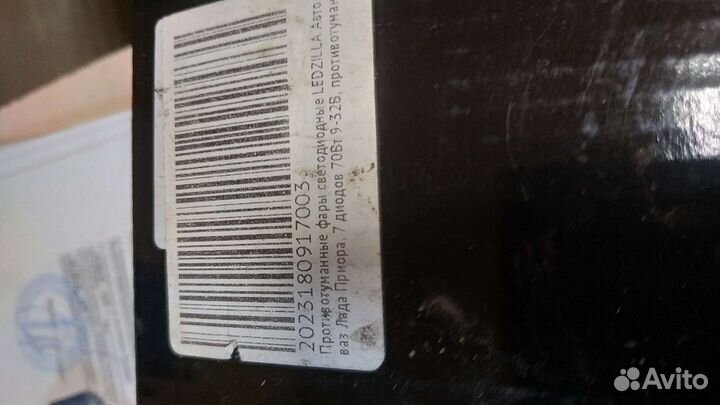 2023180917003
Противотуманные фары светодиодные LEDZILLA Авто
ваз Лада Приора, 7 диодов 70Вт 9-32В, противотуман
Avito